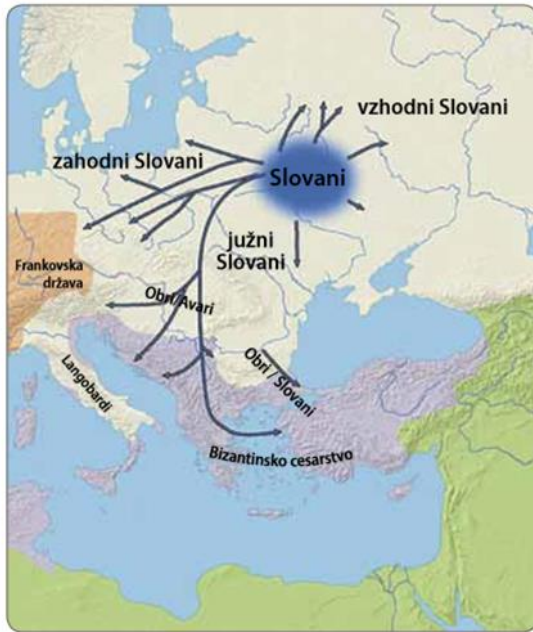 vzhodni Slovani
zahodni Slovani
Slovani
južni
Slovani
Frankovska
država
Obri/Avari
Obri / Slovani
Langobardi
Bizantinsko cesarstvo